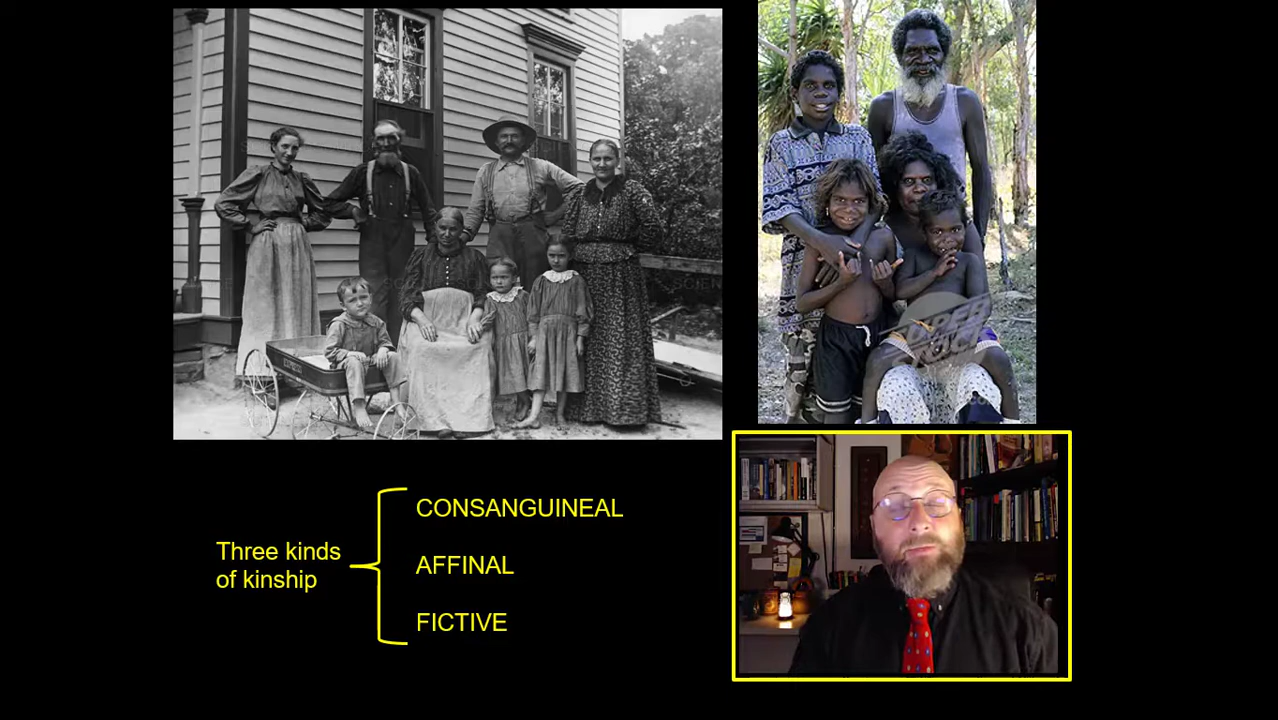 Three kinds
of kinship
CONSANGUINEAL
AFFINAL
FICTIVE